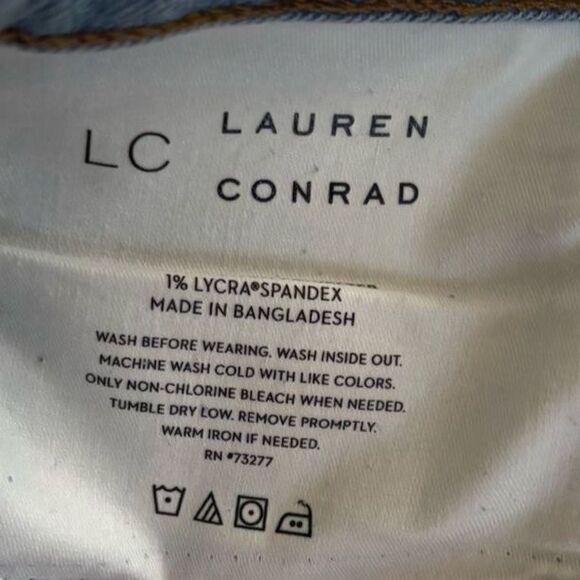 LC
LAUREN
CONRAD
1% LYCRA®SPANDEX
MADE IN BANGLADESH
WASH BEFORE WEARING. WASH INSIDE OUT.
MACHINE WASH COLD WITH LIKE COLORS.
ONLY NON-CHLORINE BLEACH WHEN NEEDED.
TUMBLE DRY LOW. REMOVE PROMPTLY.
WARM IRON IF NEEDED.
RN #73277